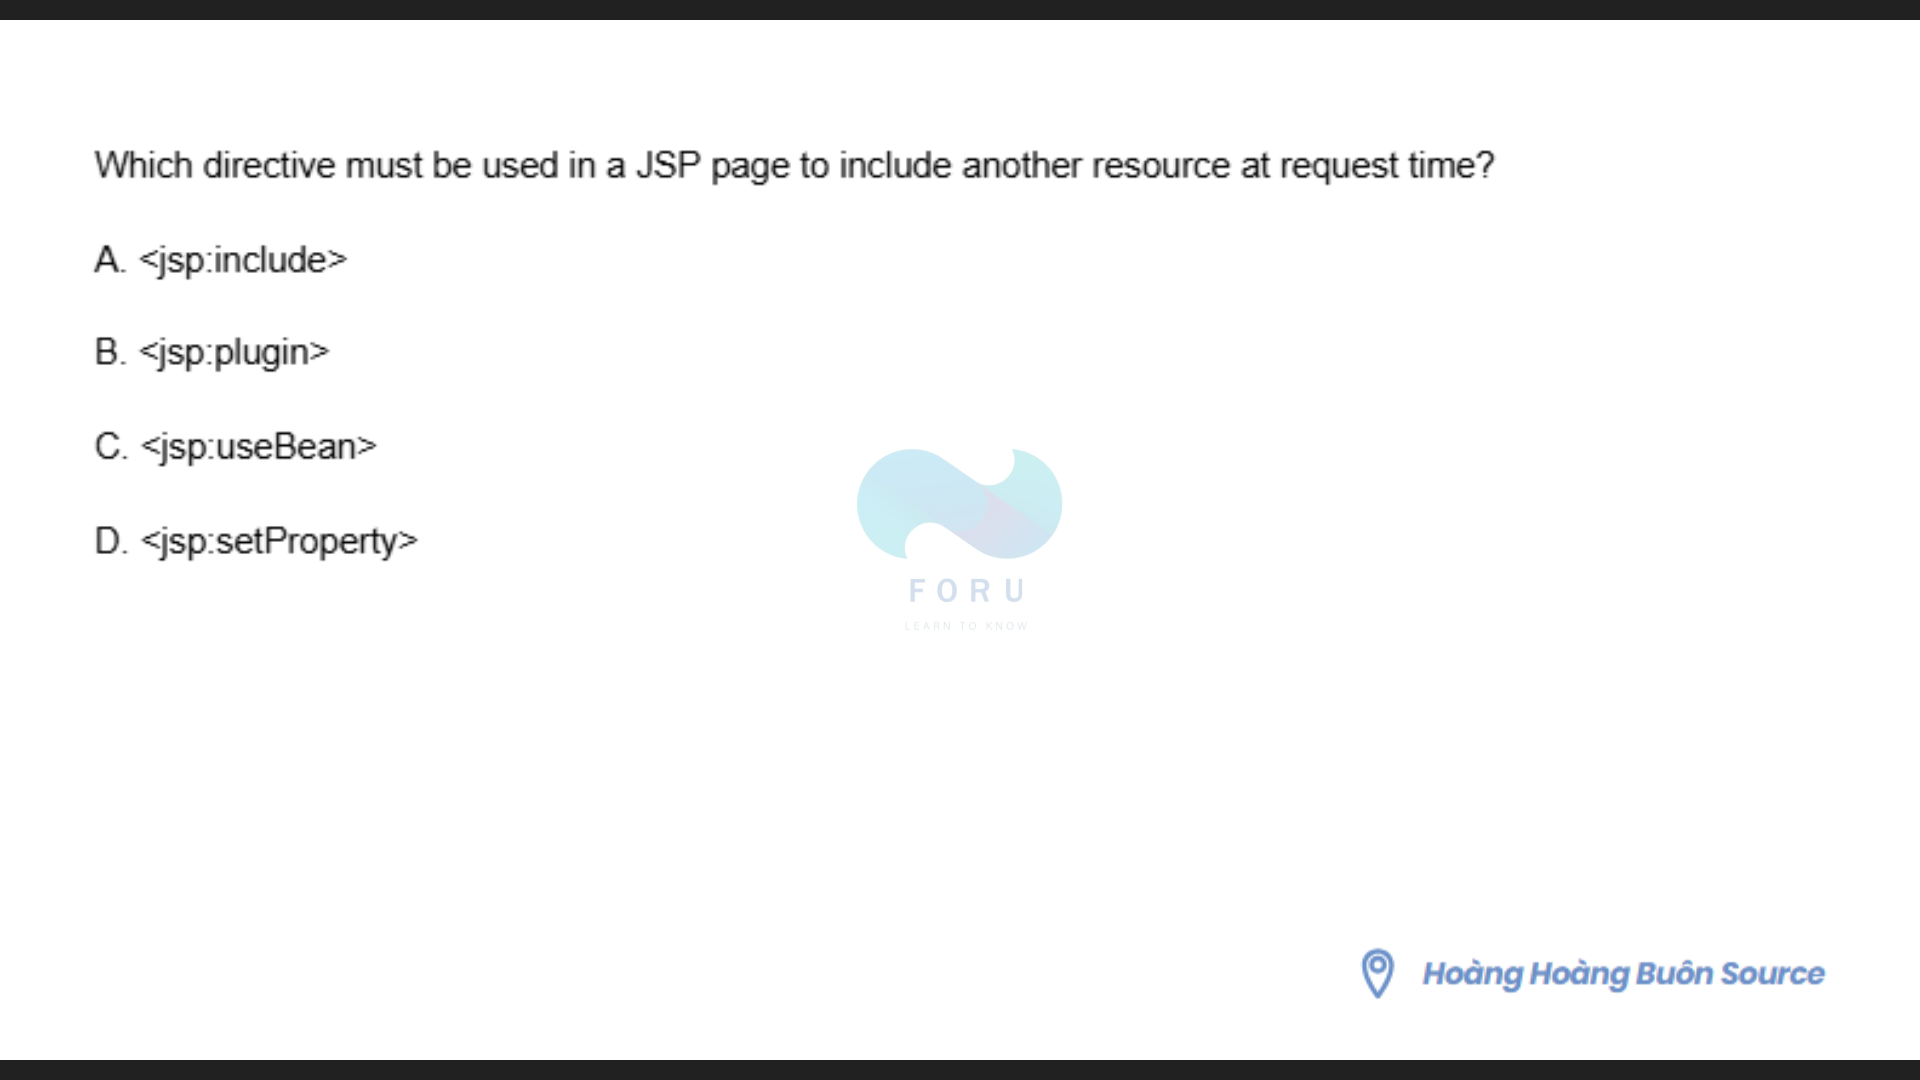 Which directive must be used in a JSP page to include another resource at request time?
A. <jsp:include>
B. <jsp:plugin>
C. <jsp:useBean>
D. <jsp:setProperty>
FORU
LEARN TO KNOW
Hoàng Hoàng Buôn Source